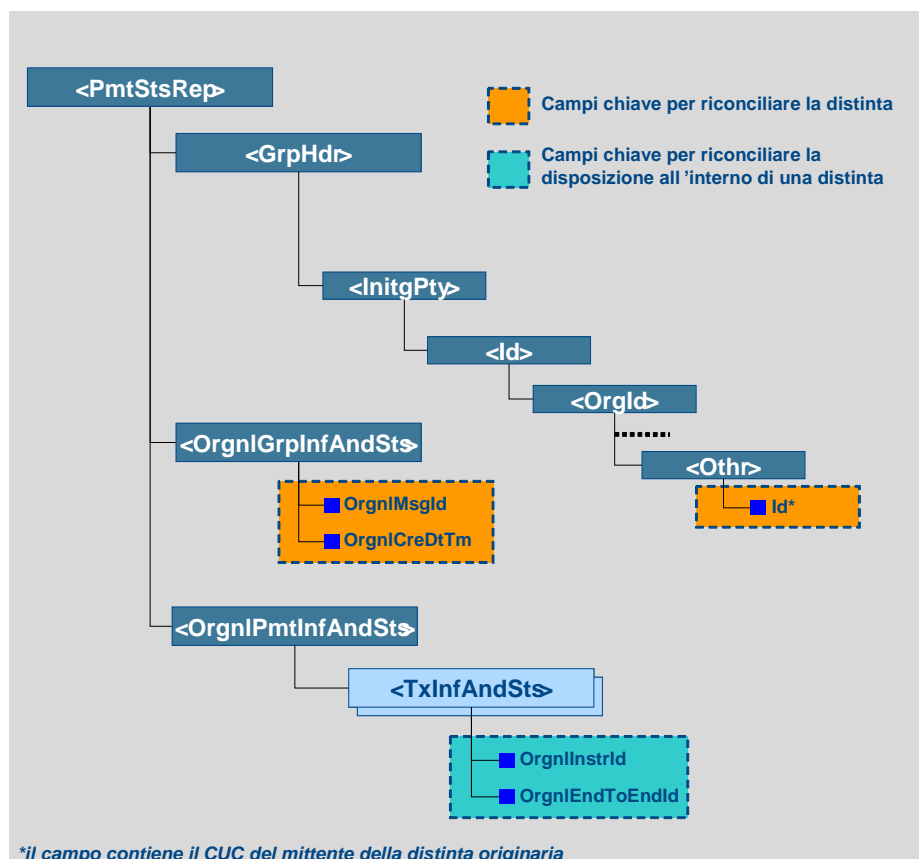 <PmtStsRep>
Campi chiave per riconciliare la distinta
<GrpHdr>
Campi chiave per riconciliare la
disposizione all 'interno di una distinta
<InitgPty>
<Id>
<OrgId>
<OrgnlGrpInfAndSts>
<Othr>
OrgnlMsgId
Id*
OrgnlCreDtTm
<OrgnlPmtInfAndSts>
<TxInfAndSts>
OrgnlInstrId
OrgnlEndToEndId
*il campo contiene il CUC del mittente della distinta originaria